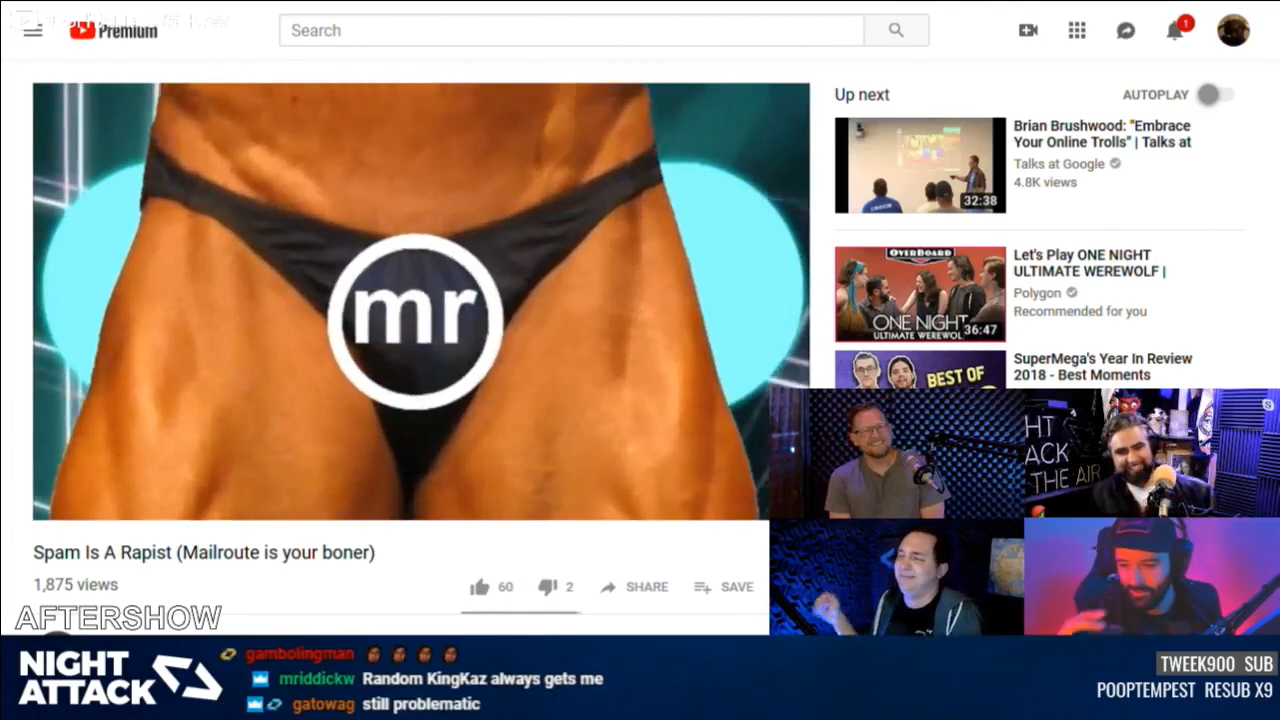 Premium
Search
1
mr
Up next
AUTOPLAY
Brian Brushwood: "Embrace
Your Online Trolls" | Talks at
Talks at Google
4.8K views
32:38
OVERBOARD
ONE NIGHT
ULTIMATE WEREWOL
36:47
Let's Play ONE NIGHT
ULTIMATE WEREWOLF |
Polygon
Recommended for you
BEST OF
SuperMega's Year In Review
2018 - Best Moments
HT
ACK
THE AIR
Spam Is A Rapist (Mailroute is your boner)
1,875 views
60
2
SHARE
SAVE
AFTERSHOW
NIGHT
ATTACK
gambolingman
mriddickw Random KingKaz always gets me
gatowag still problematic
TWEEK900 SUB
POOPTEMPEST RESUB X9